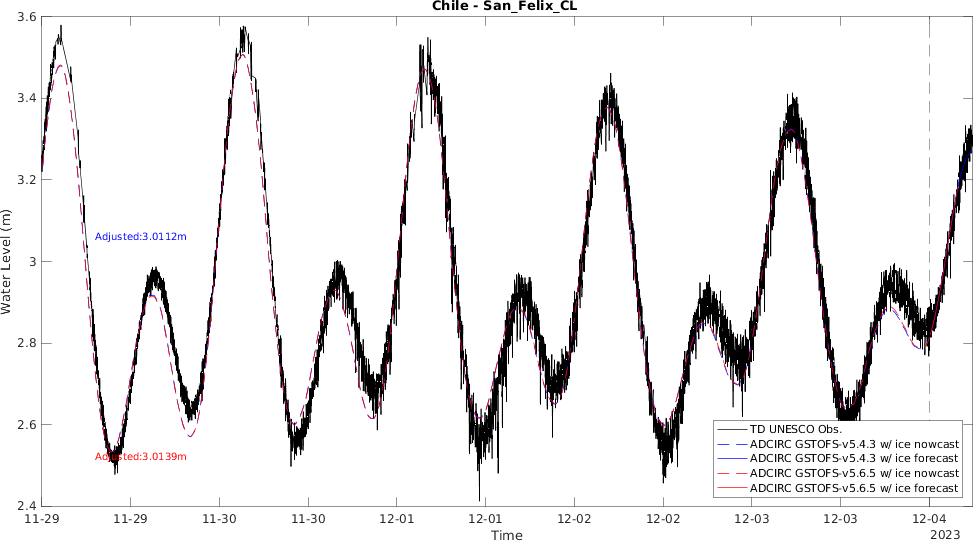 Chile - San_Felix_CL
3.6
3.4
3.2
3
2.8
2.6
2.4
Water Level (m)
Adjusted:3.0112m
Adjusted:3.0139m
TD UNESCO Obs.
ADCIRC GSTOFS-v5.4.3 w/ ice nowcast
ADCIRC GSTOFS-v5.4.3 w/ ice forecast
ADCIRC GSTOFS-v5.6.5 w/ ice nowcast
ADCIRC GSTOFS-v5.6.5 w/ ice forecast
11-29 11-29 11-30 11-30 12-01 12-01 12-02 12-02 12-03 12-03 12-04
Time
2023